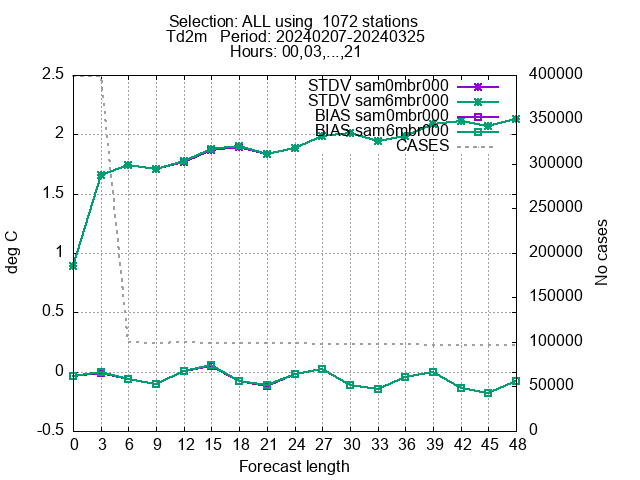 Selection: ALL using  1072 stations
Td2m   Period: 20240207-20240325
Hours: 00,03,...,21
STDV sam0mbr000
STDV sam6mbr000
BIAS sam0mbr000
BIAS sam6mbr000
CASES
2.5
2
1.5
1
0.5
0
-0.5
deg C
400000
350000
300000
250000
200000
150000
100000
50000
0
No cases
0 3 6 9 12 15 18 21 24 27 30 33 36 39 42 45 48
Forecast length